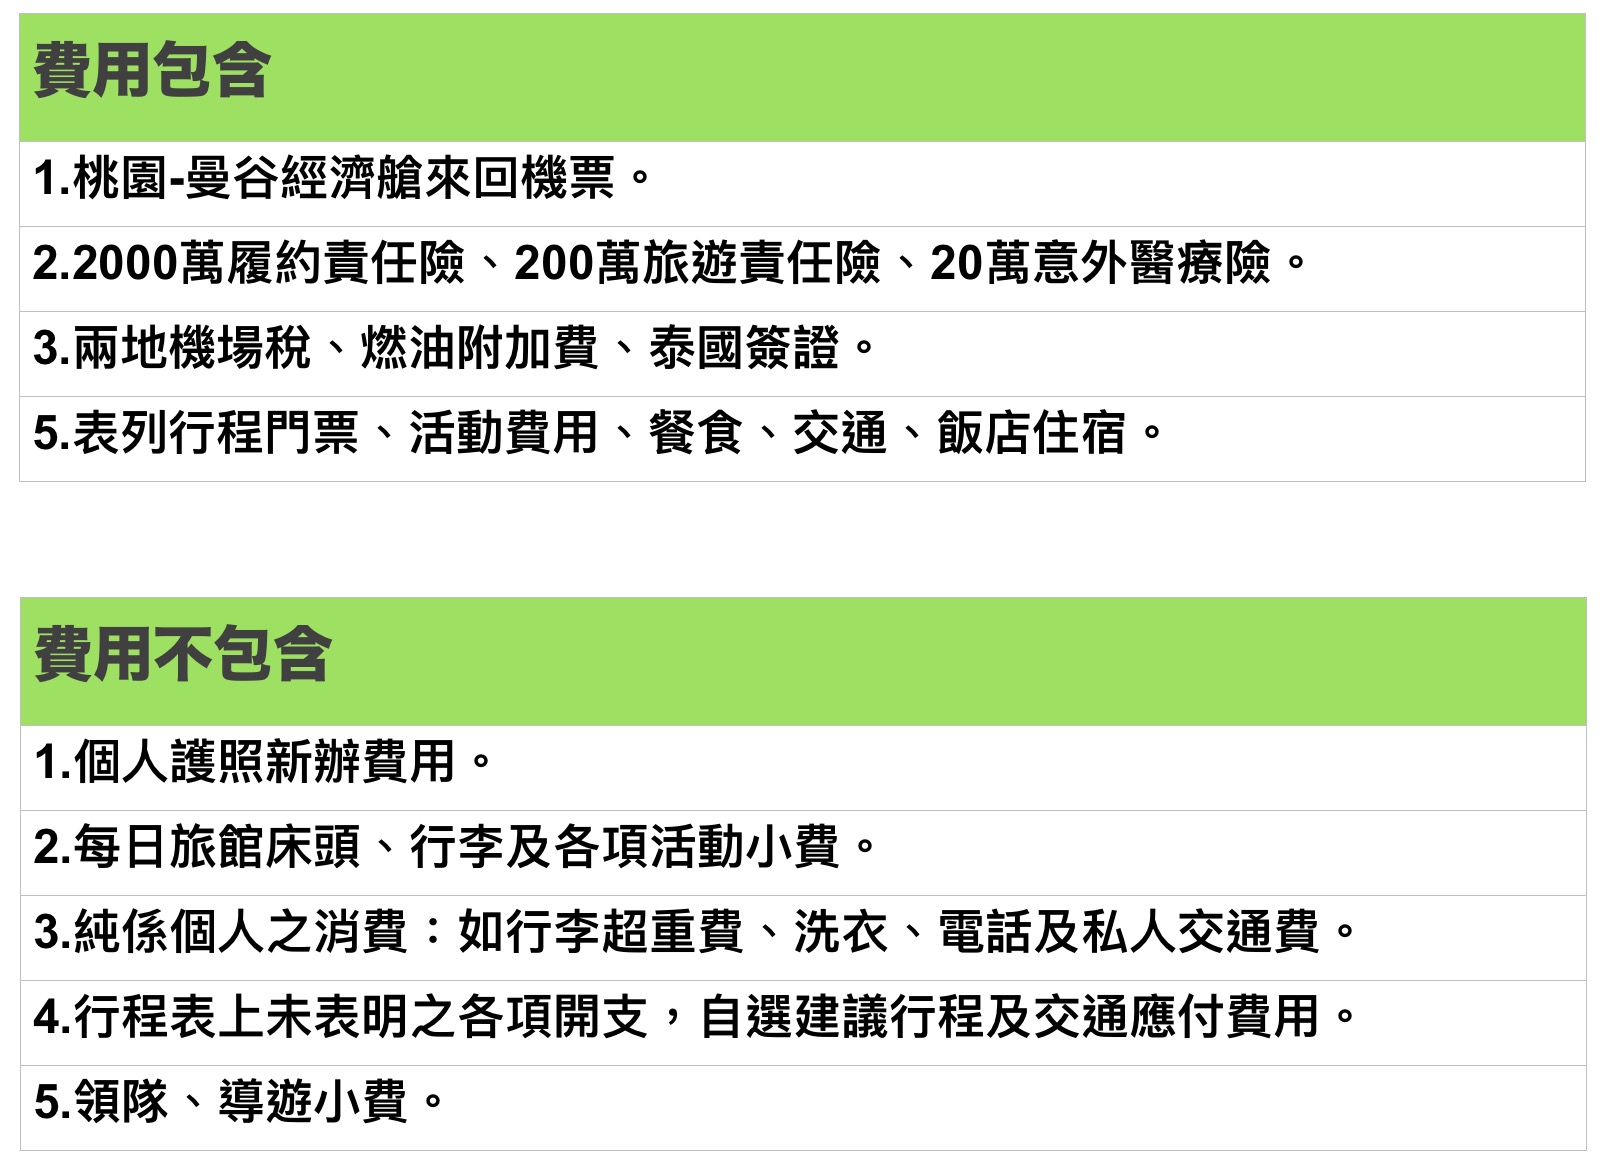 費用包含
1.桃園-曼谷經濟艙來回機票。
2.2000萬履約責任險、200萬旅遊責任險、20萬意外醫療險。
3.兩地機場稅、燃油附加費、泰國簽證。
5.表列行程門票、活動費用、餐食、交通、飯店住宿。
費用不包含
1.個人護照新辦費用。
2.每日旅館床頭、行李及各項活動小費。
3.純係個人之消費：如行李超重費、洗衣、電話及私人交通費。
4.行程表上未表明之各項開支，自選建議行程及交通應付費用。
5.領隊、導遊小費。